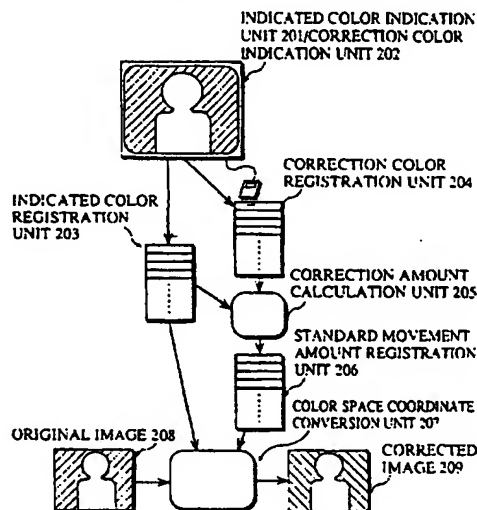 INDICATED COLOR INDICATION
UNIT 201/CORRECTION COLOR
INDICATION UNIT 202
CORRECTION COLOR
REGISTRATION UNIT 204
INDICATED COLOR
REGISTRATION
UNIT 203
CORRECTION AMOUNT
CALCULATION UNIT 205
STANDARD MOVEMENT
AMOUNT REGISTRATION
UNIT 206
COLOR SPACE COORDINATE
CONVERSION UNIT 207
ORIGINAL IMAGE 208
CORRECTED
IMAGE 209